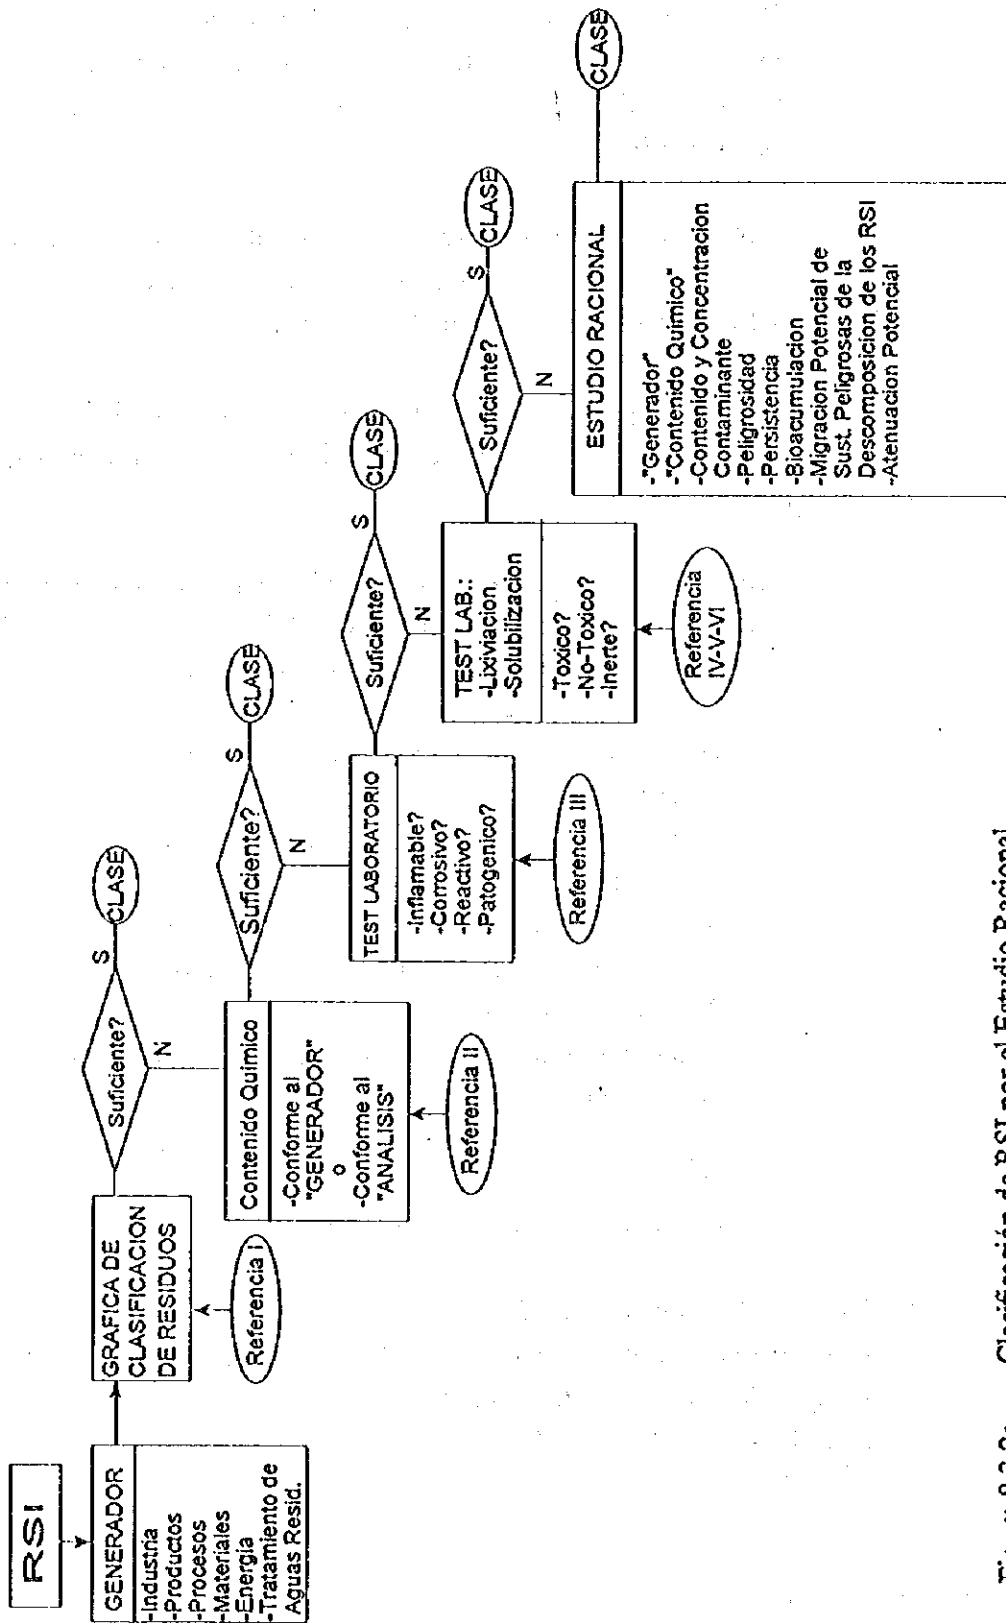 RSI
GENERADOR
-Industria
-Productos
-Procesos
-Materiales
-Energia
-Tratamiento de
Aguas Resid.
GRAFICA DE
CLASIFICACION
DE RESIDUOS
Referencia I
Suficiente?
S
CLASE
N
Contenido Quimico
-Conforme al
"GENERADOR"
o
-Conforme al
"ANALISIS"
Referencia II
Suficiente?
S
CLASE
N
TEST LABORATORIO
-Inflamable?
-Corrosivo?
-Reactivo?
-Patogenico?
Referencia III
Suficiente?
S
CLASE
N
TEST LAB.:
-Lixiviacion
-Solubilizacion
-Toxico?
-No-Toxico?
-Inerte?
Referencia
IV-V-VI
Suficiente?
S
CLASE
N
ESTUDIO RACIONAL
-"Generador"
-"Contenido Quimico"
-Contenido y Concentracion
Contaminante
-Peligrosidad
-Persistencia
-Bioacumulacion
-Migracion Potencial de
Sust. Peligrosas de la
Descomposicion de los RSI
-Atenuacion Potencial
CLASE
Clasificación de RSI por el Estudio Racional